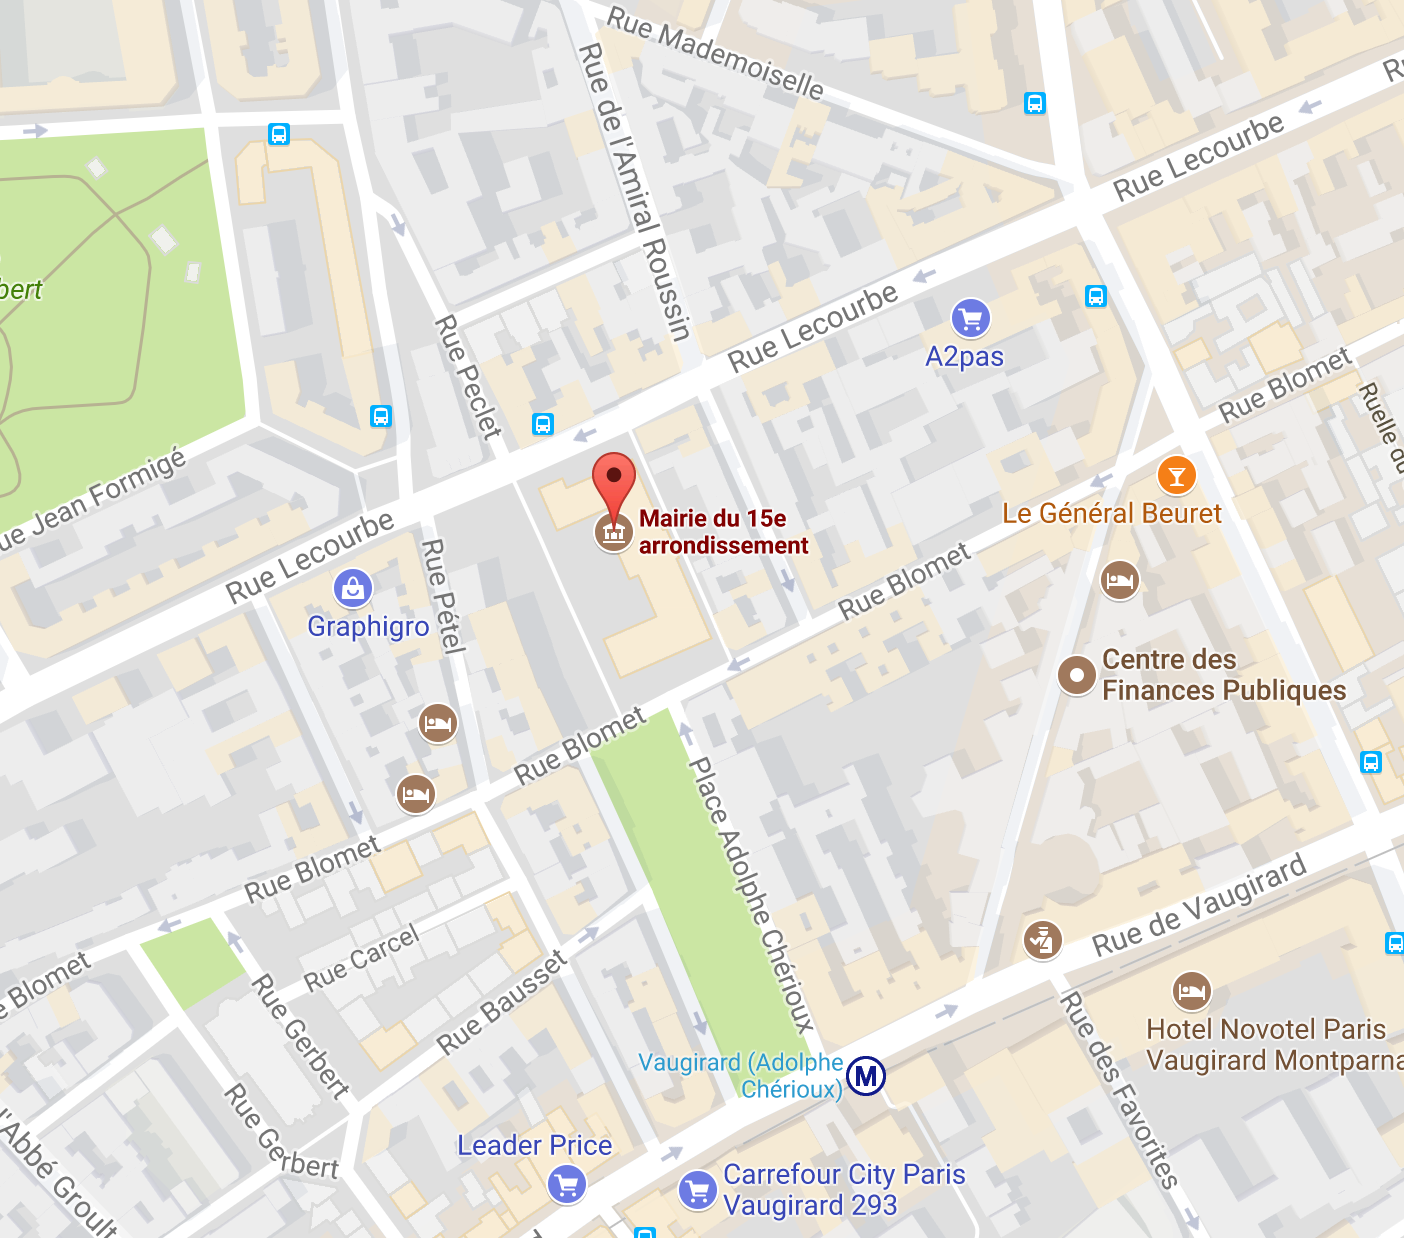 Rue Mademoiselle
Rue de l'Amiral Roussin
Rue Lecourbe
bert
Rue Lecourbe
Rue Peclet
A2pas
Rue Blomet
Ruelle du
ue Jean Formigé
Le Général Beuret
Mairie du 15e
arrondissement
Rue Lecourbe
Rue Pétel
Graphigro
Rue Blomet
Centre des
Finances Publiques
Rue Blomet
Place Adolphe Chérioux
Rue Blomet
Rue de Vaugirard
Rue Carcel
e Blomet
Rue Bausset
Rue Gerbert
Rue des Favorites
Hotel Novotel Paris
Vaugirard Montparna
Vaugirard (Adolphe
Chérioux)
M
Rue Gerbert
l'Abbé Groult
Leader Price
Carrefour City Paris
Vaugirard 293